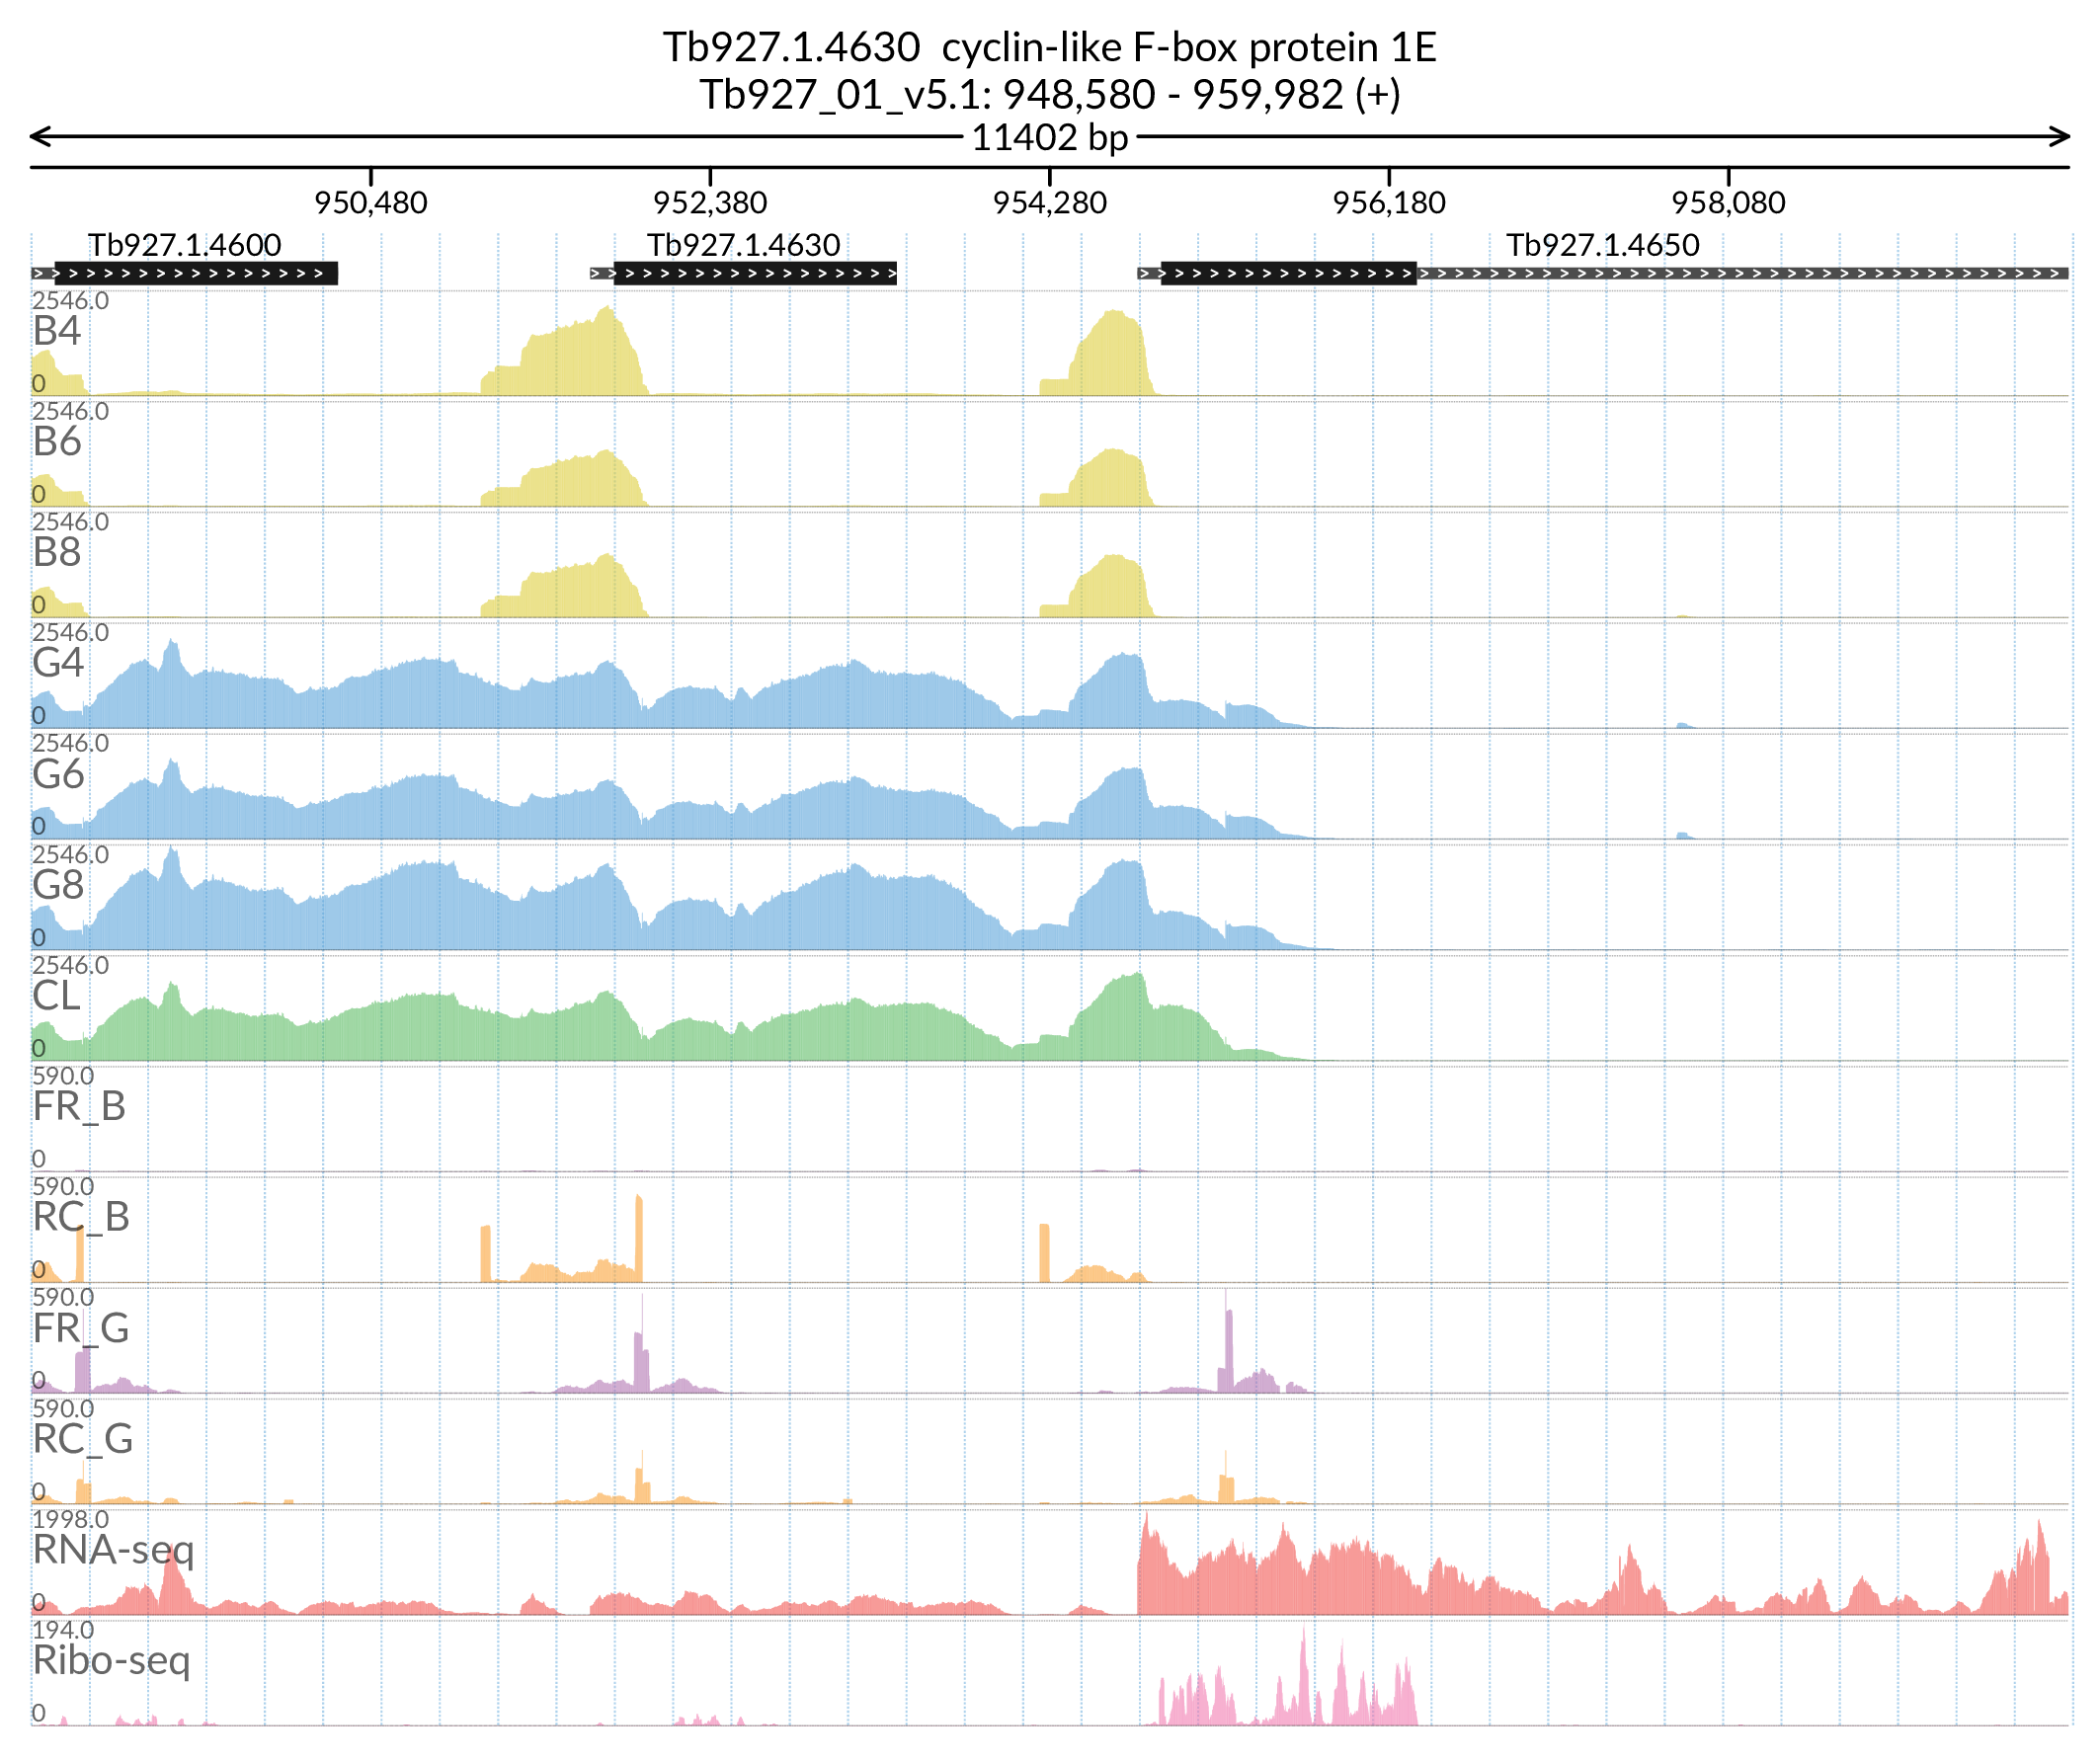 Tb927.1.4630  cyclin-like F-box protein 1E
Tb927_01_v5.1: 948,580 - 959,982 (+)
11402 bp
950,480 952,380 954,280 956,180 958,080
Tb927.1.4600 Tb927.1.4630 Tb927.1.4650
2546.0
B4
0
2546.0
B6
0
2546.0
B8
0
2546.0
G4
0
2546.0
G6
0
2546.0
G8
0
2546.0
CL
0
590.0
FR_B
0
590.0
RC_B
0
590.0
FR_G
0
590.0
RC_G
0
1998.0
RNA-seq
0
194.0
Ribo-seq
0